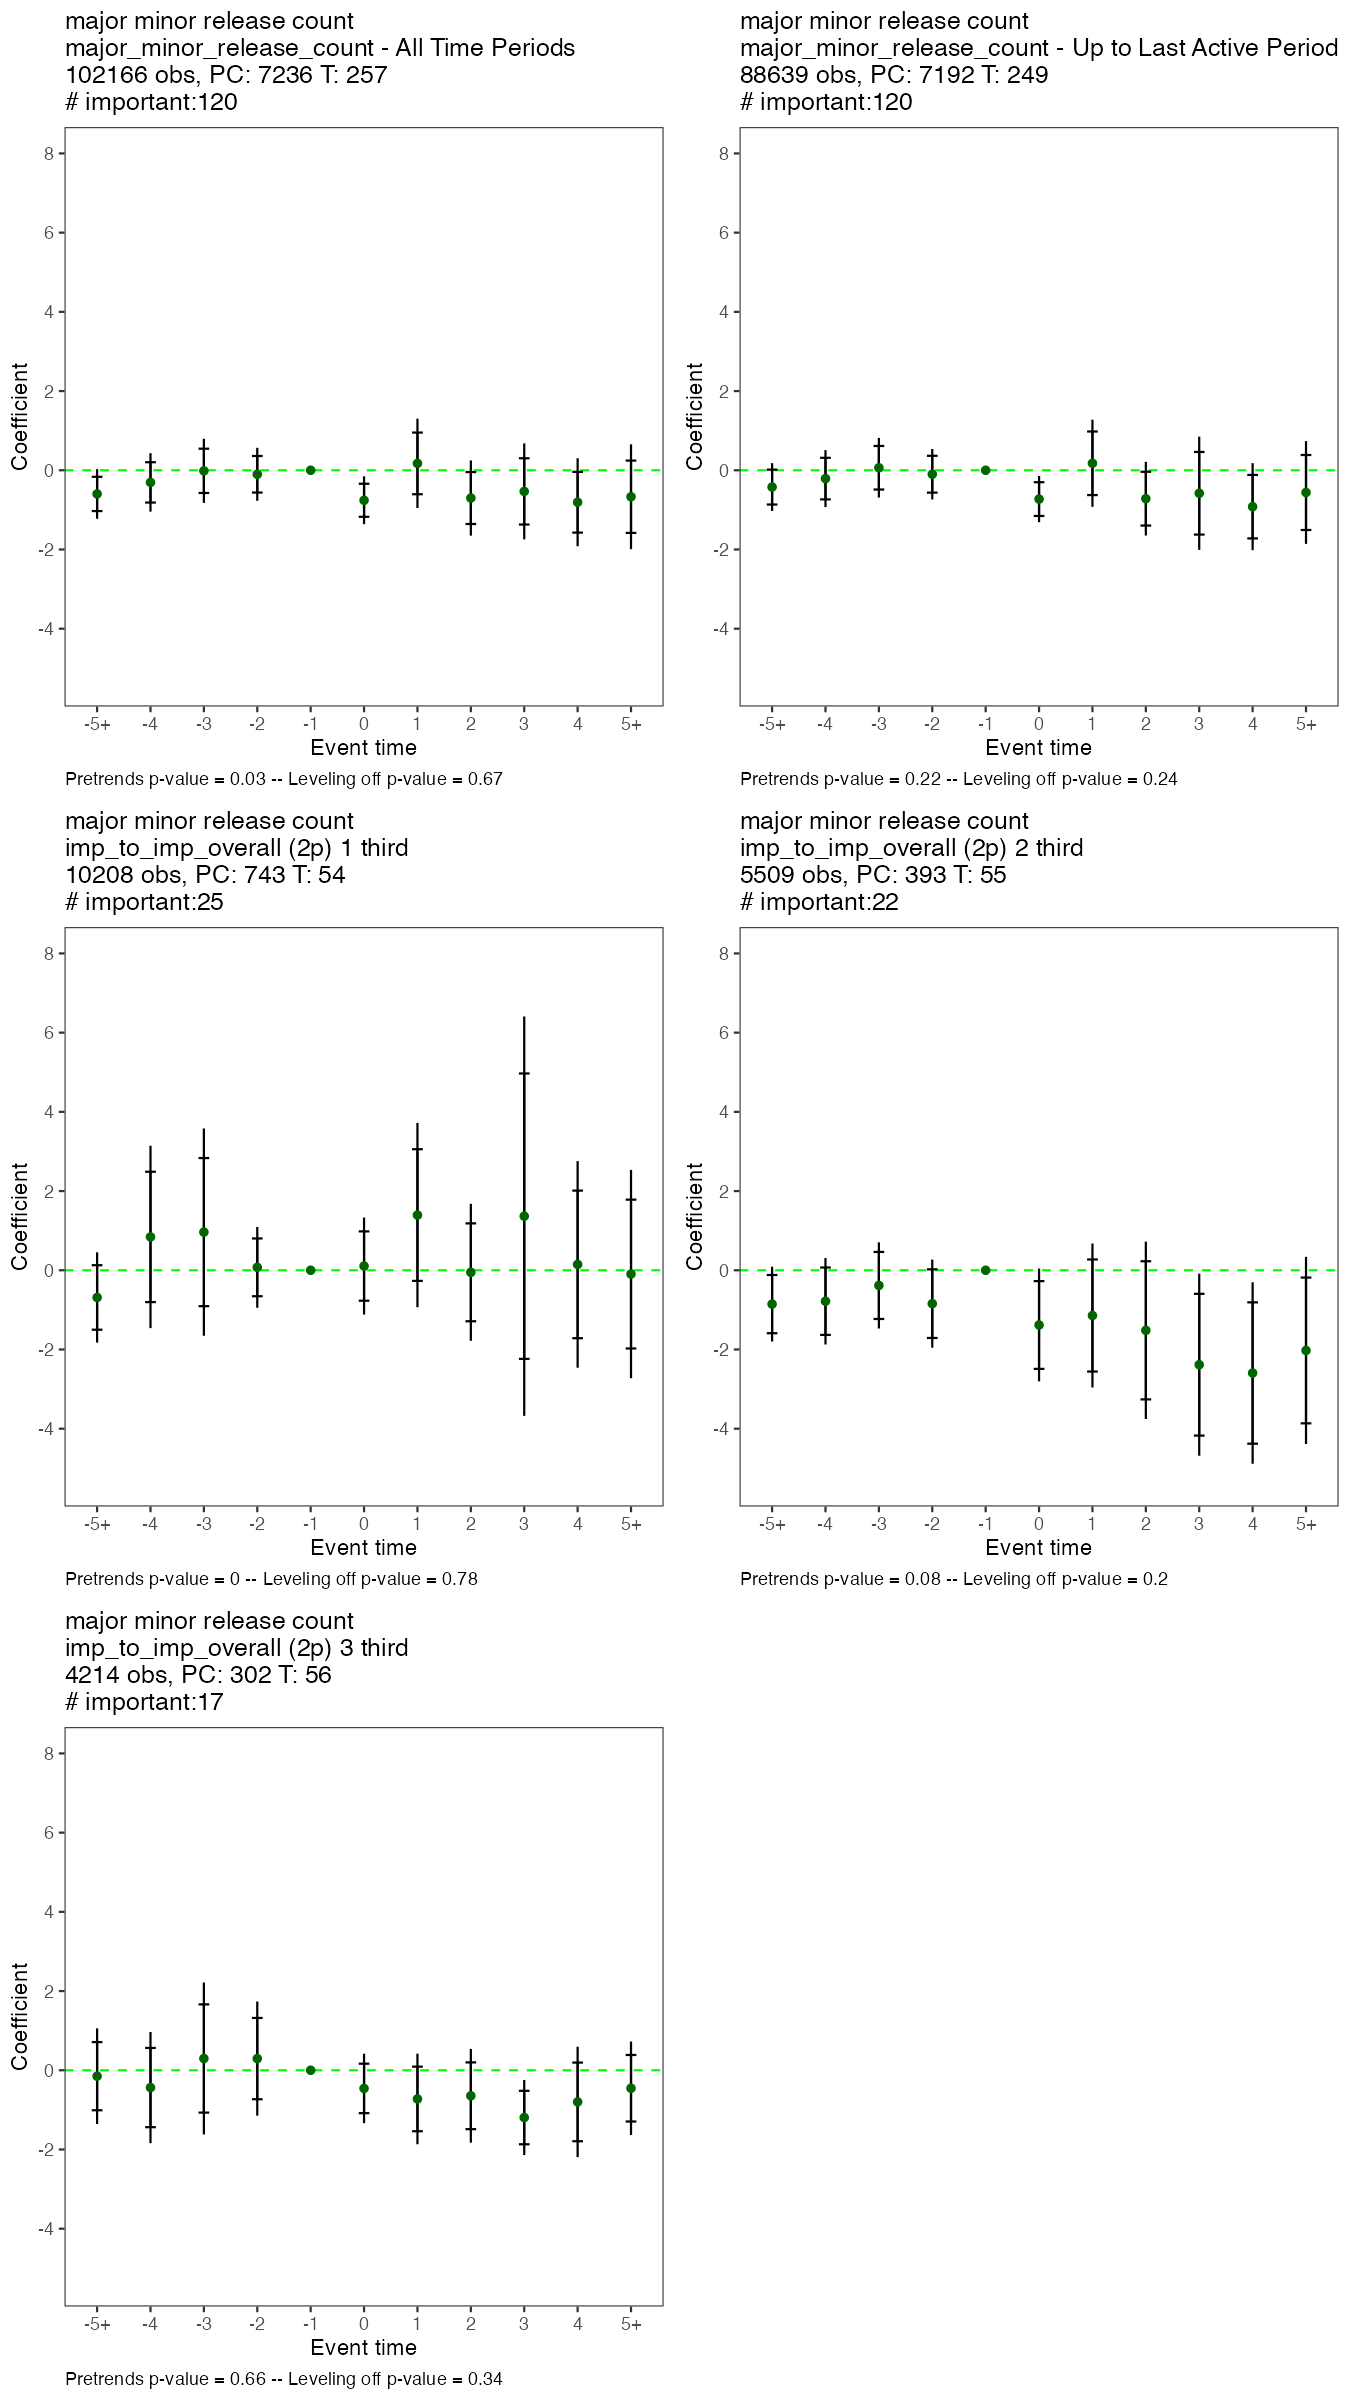 major minor release count
major_minor_release_count - All Time Periods
102166 obs, PC: 7236 T: 257
# important:120
8
6
4
2
0
-2
-4
Coefficient
-5+ -4 -3 -2 -1 0 1 2 3 4 5+
Event time
Pretrends p-value = 0.03 -- Leveling off p-value = 0.67
major minor release count
major_minor_release_count - Up to Last Active Period
88639 obs, PC: 7192 T: 249
# important:120
8
6
4
2
0
-2
-4
Coefficient
-5+ -4 -3 -2 -1 0 1 2 3 4 5+
Event time
Pretrends p-value = 0.22 -- Leveling off p-value = 0.24
major minor release count
imp_to_imp_overall (2p) 1 third
10208 obs, PC: 743 T: 54
# important:25
8
6
4
2
0
-2
-4
Coefficient
-5+ -4 -3 -2 -1 0 1 2 3 4 5+
Event time
Pretrends p-value = 0 -- Leveling off p-value = 0.78
major minor release count
imp_to_imp_overall (2p) 2 third
5509 obs, PC: 393 T: 55
# important:22
8
6
4
2
0
-2
-4
Coefficient
-5+ -4 -3 -2 -1 0 1 2 3 4 5+
Event time
Pretrends p-value = 0.08 -- Leveling off p-value = 0.2
major minor release count
imp_to_imp_overall (2p) 3 third
4214 obs, PC: 302 T: 56
# important:17
8
6
4
2
0
-2
-4
Coefficient
-5+ -4 -3 -2 -1 0 1 2 3 4 5+
Event time
Pretrends p-value = 0.66 -- Leveling off p-value = 0.34